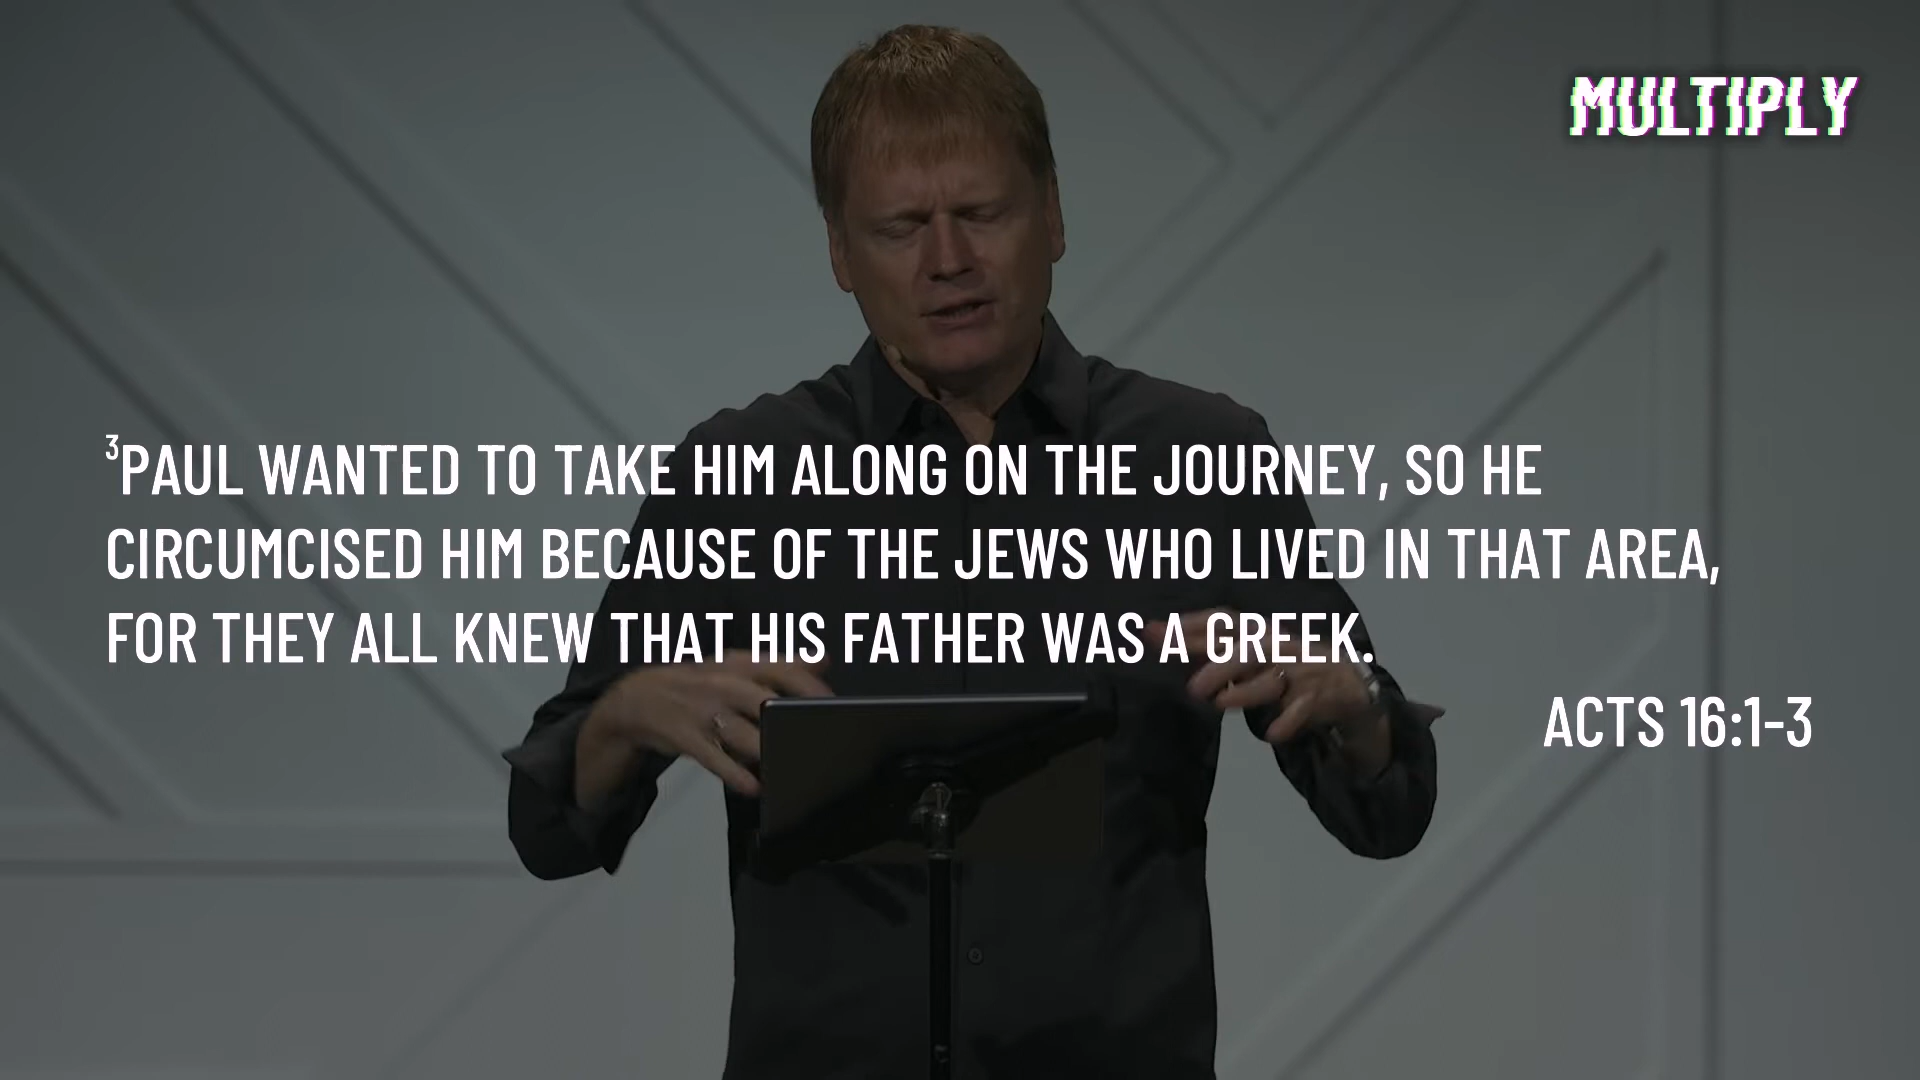 MULTIPLY
³PAUL WANTED TO TAKE HIM ALONG ON THE JOURNEY, SO HE
CIRCUMCISED HIM BECAUSE OF THE JEWS WHO LIVED IN THAT AREA,
FOR THEY ALL KNEW THAT HIS FATHER WAS A GREEK.
ACTS 16:1-3